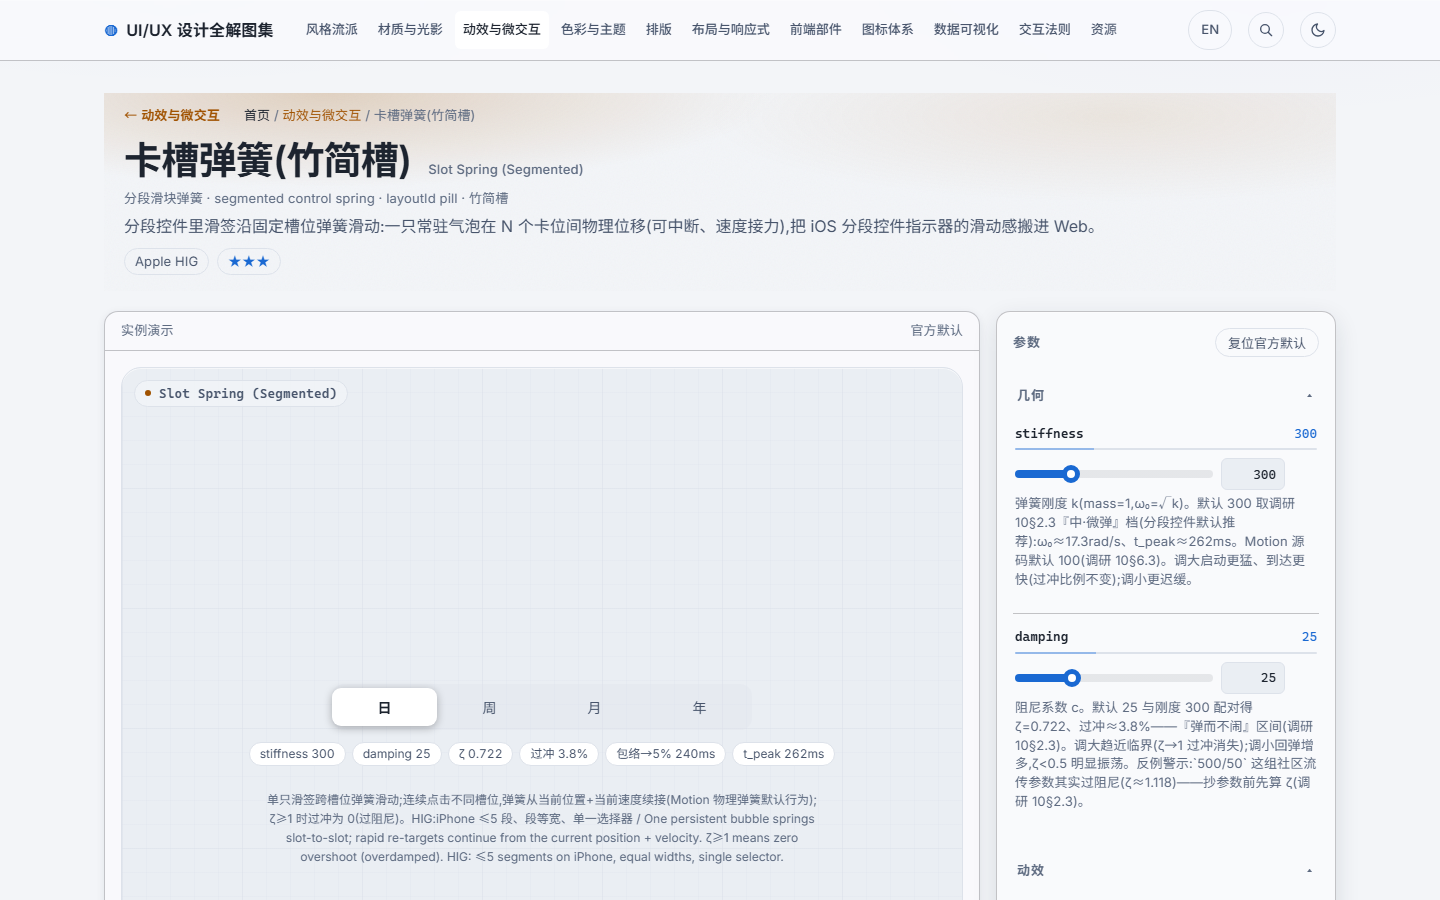 UI/UX 设计全解图集
风格流派 材质与光影 动效与微交互 色彩与主题 排版 布局与响应式 前端部件 图标体系 数据可视化 交互法则 资源
EN
← 动效与微交互 首页 / 动效与微交互 / 卡槽弹簧(竹简槽)
卡槽弹簧(竹简槽) Slot Spring (Segmented)
分段滑块弹簧 · segmented control spring · layoutId pill · 竹简槽
分段控件里滑签沿固定槽位弹簧滑动:一只常驻气泡在 N 个卡位间物理位移(可中断、速度接力),把 iOS 分段控件指示器的滑动感搬进 Web。
Apple HIG ★★★
实例演示 官方默认
Slot Spring (Segmented)
日 周 月 年
stiffness 300 damping 25 ζ 0.722 过冲 3.8% 包络→5% 240ms t_peak 262ms
单只滑签跨槽位弹簧滑动;连续点击不同槽位,弹簧从当前位置+当前速度续接(Motion 物理弹簧默认行为);
ζ≥1 时过冲为 0(过阻尼)。HIG:iPhone ≤5 段、段等宽、单一选择器 / One persistent bubble springs
slot-to-slot; rapid re-targets continue from the current position + velocity. ζ≥1 means zero
overshoot (overdamped). HIG: ≤5 segments on iPhone, equal widths, single selector.
参数 复位官方默认
几何
stiffness 300
300
弹簧刚度 k(mass=1,ω₀=√k)。默认 300 取调研
10§2.3『中·微弹』档(分段控件默认推
荐):ω₀≈17.3rad/s、t_peak≈262ms。Motion 源
码默认 100(调研 10§6.3)。调大启动更猛、到达更
快(过冲比例不变);调小更迟缓。
damping 25
25
阻尼系数 c。默认 25 与刚度 300 配对得
ζ=0.722、过冲≈3.8%——『弹而不闹』区间(调研
10§2.3)。调大趋近临界(ζ→1 过冲消失);调小回弹增
多,ζ<0.5 明显振荡。反例警示:`500/50` 这组社区流
传参数其实过阻尼(ζ≈1.118)——抄参数前先算 ζ(调
研 10§2.3)。
动效